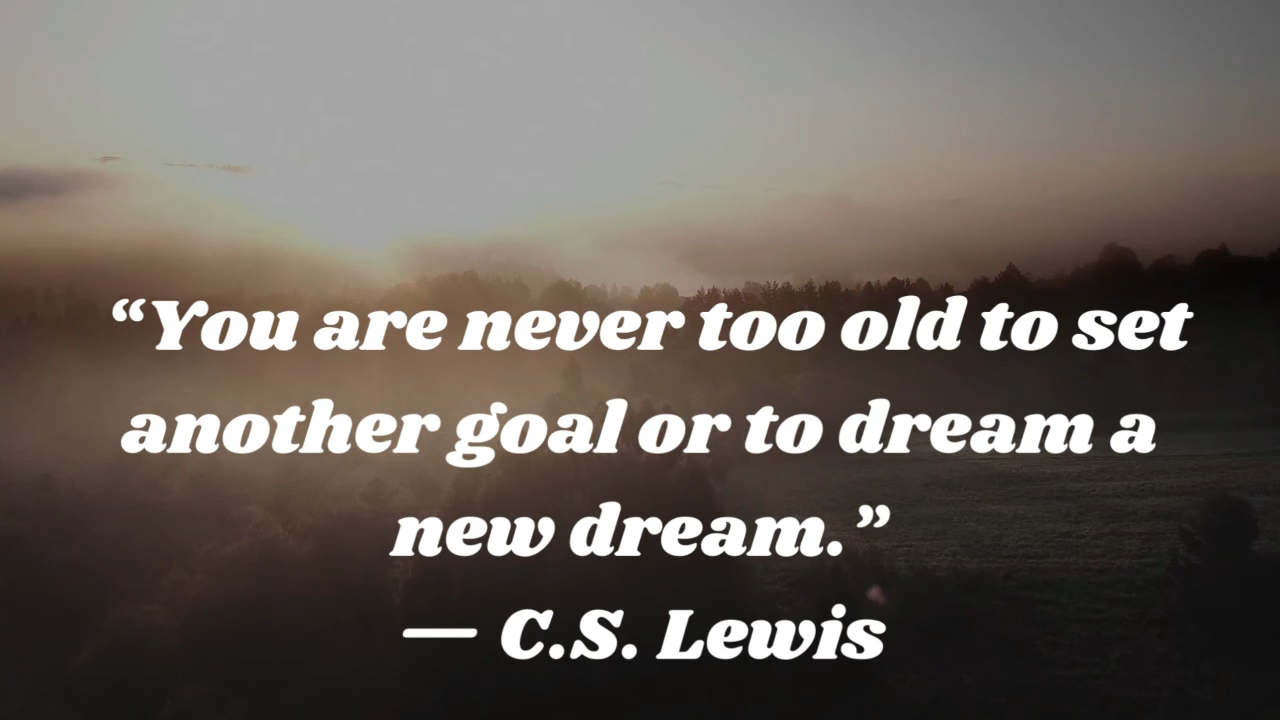 “You are never too old to set
another goal or to dream a
new dream.”
— C.S. Lewis